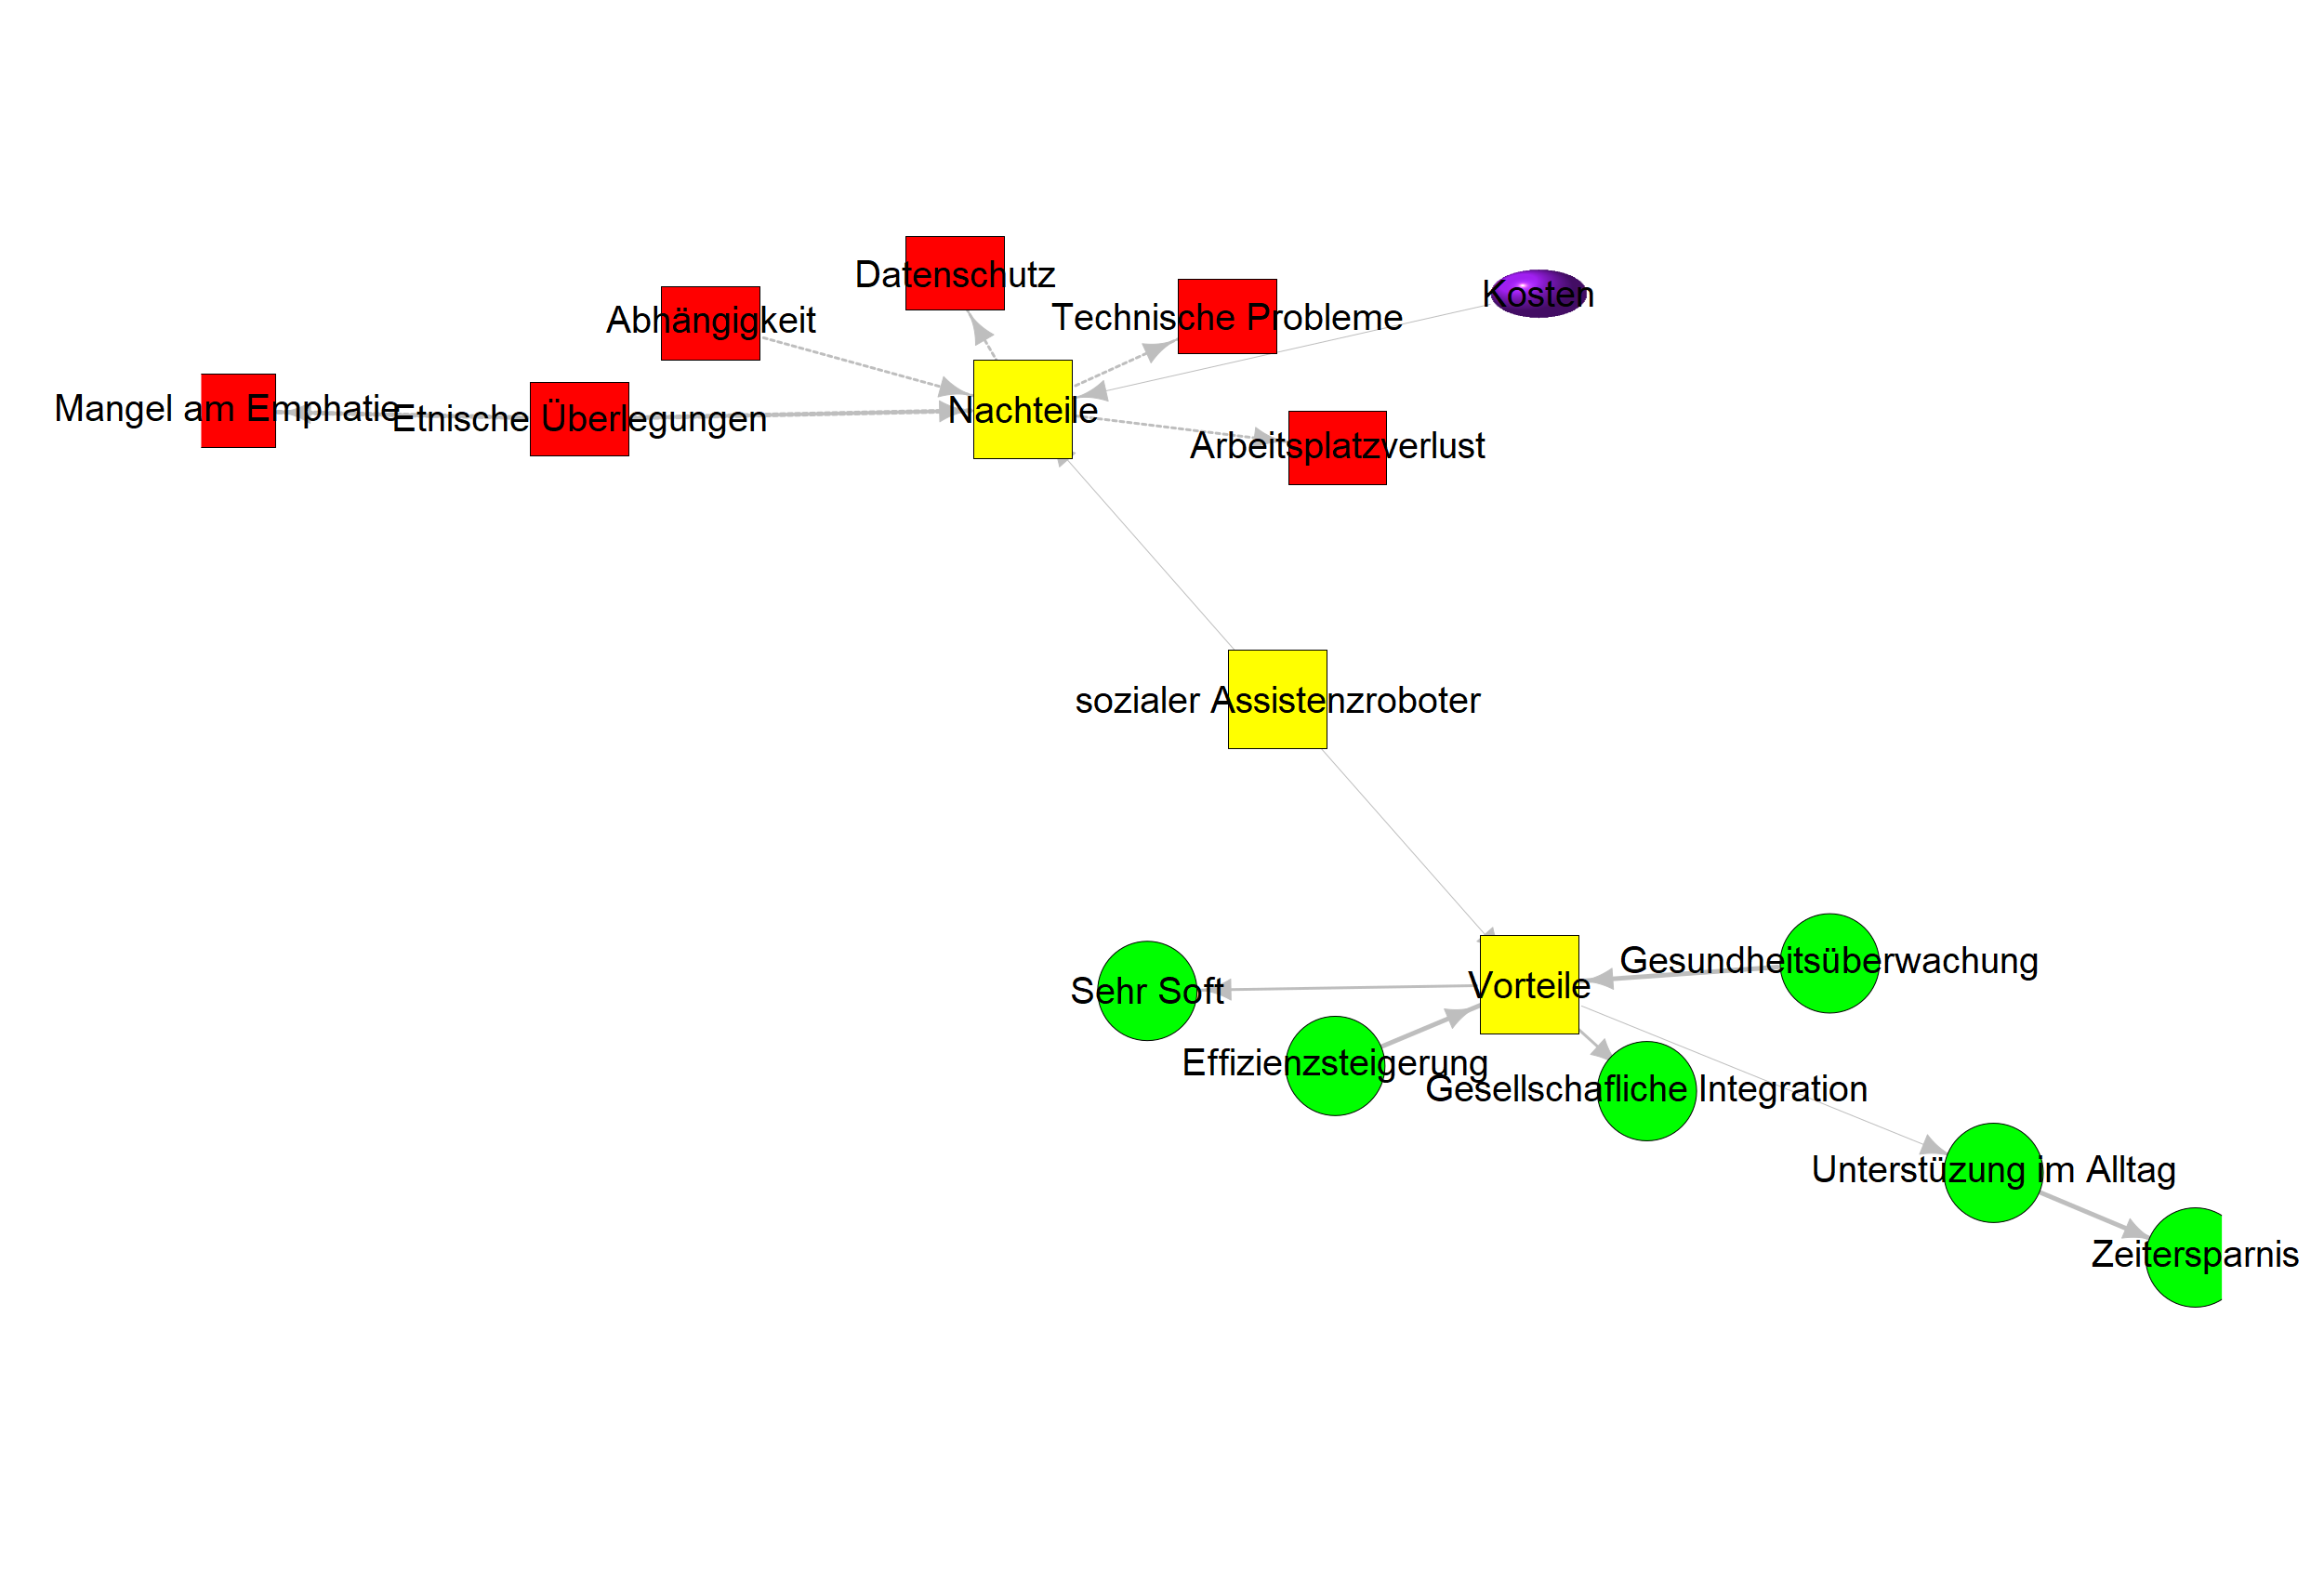 Datenschutz
Kosten
Abhängigkeit
Technische Probleme
Mangel am Emphatie
Etnische Überlegungen
Nachteile
Arbeitsplatzverlust
sozialer Assistenzroboter
Gesundheitsüberwachung
Sehr Soft
Vorteile
Effizienzsteigerung
Gesellschafliche Integration
Unterstüzung im Alltag
Zeitersparnis